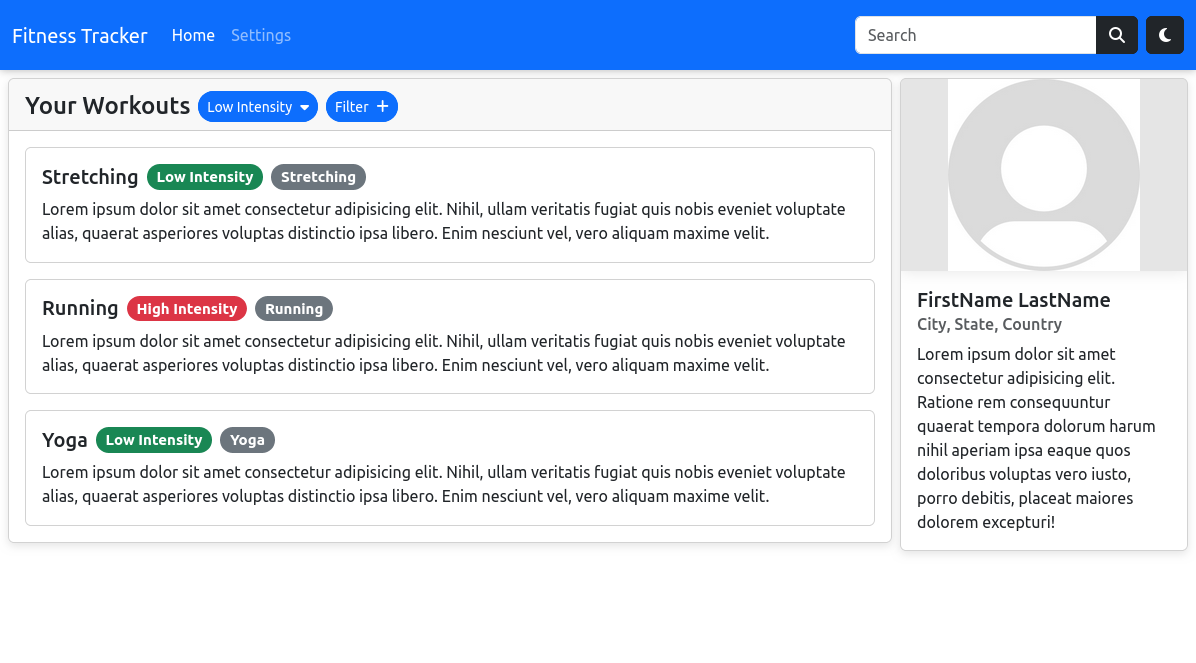 Fitness Tracker Home Settings Search
Your Workouts Low Intensity Filter +
Stretching Low Intensity Stretching
Lorem ipsum dolor sit amet consectetur adipisicing elit. Nihil, ullam veritatis fugiat quis nobis eveniet voluptate
alias, quaerat asperiores voluptas distinctio ipsa libero. Enim nesciunt vel, vero aliquam maxime velit.
Running High Intensity Running
Lorem ipsum dolor sit amet consectetur adipisicing elit. Nihil, ullam veritatis fugiat quis nobis eveniet voluptate
alias, quaerat asperiores voluptas distinctio ipsa libero. Enim nesciunt vel, vero aliquam maxime velit.
Yoga Low Intensity Yoga
Lorem ipsum dolor sit amet consectetur adipisicing elit. Nihil, ullam veritatis fugiat quis nobis eveniet voluptate
alias, quaerat asperiores voluptas distinctio ipsa libero. Enim nesciunt vel, vero aliquam maxime velit.
FirstName LastName
City, State, Country
Lorem ipsum dolor sit amet
consectetur adipisicing elit.
Ratione rem consequuntur
quaerat tempora dolorum harum
nihil aperiam ipsa eaque quos
doloribus voluptas vero iusto,
porro debitis, placeat maiores
dolorem excepturi!